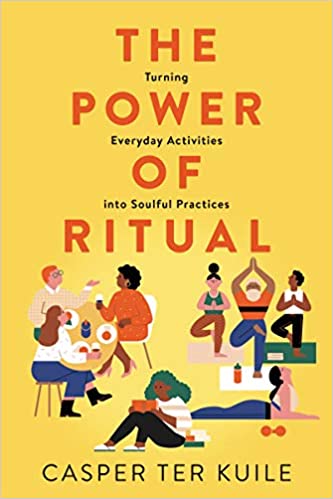 THE
Turning
POWER
Everyday Activities
OF
into Soulful Practices
RITUAL
CASPER TER KUILE